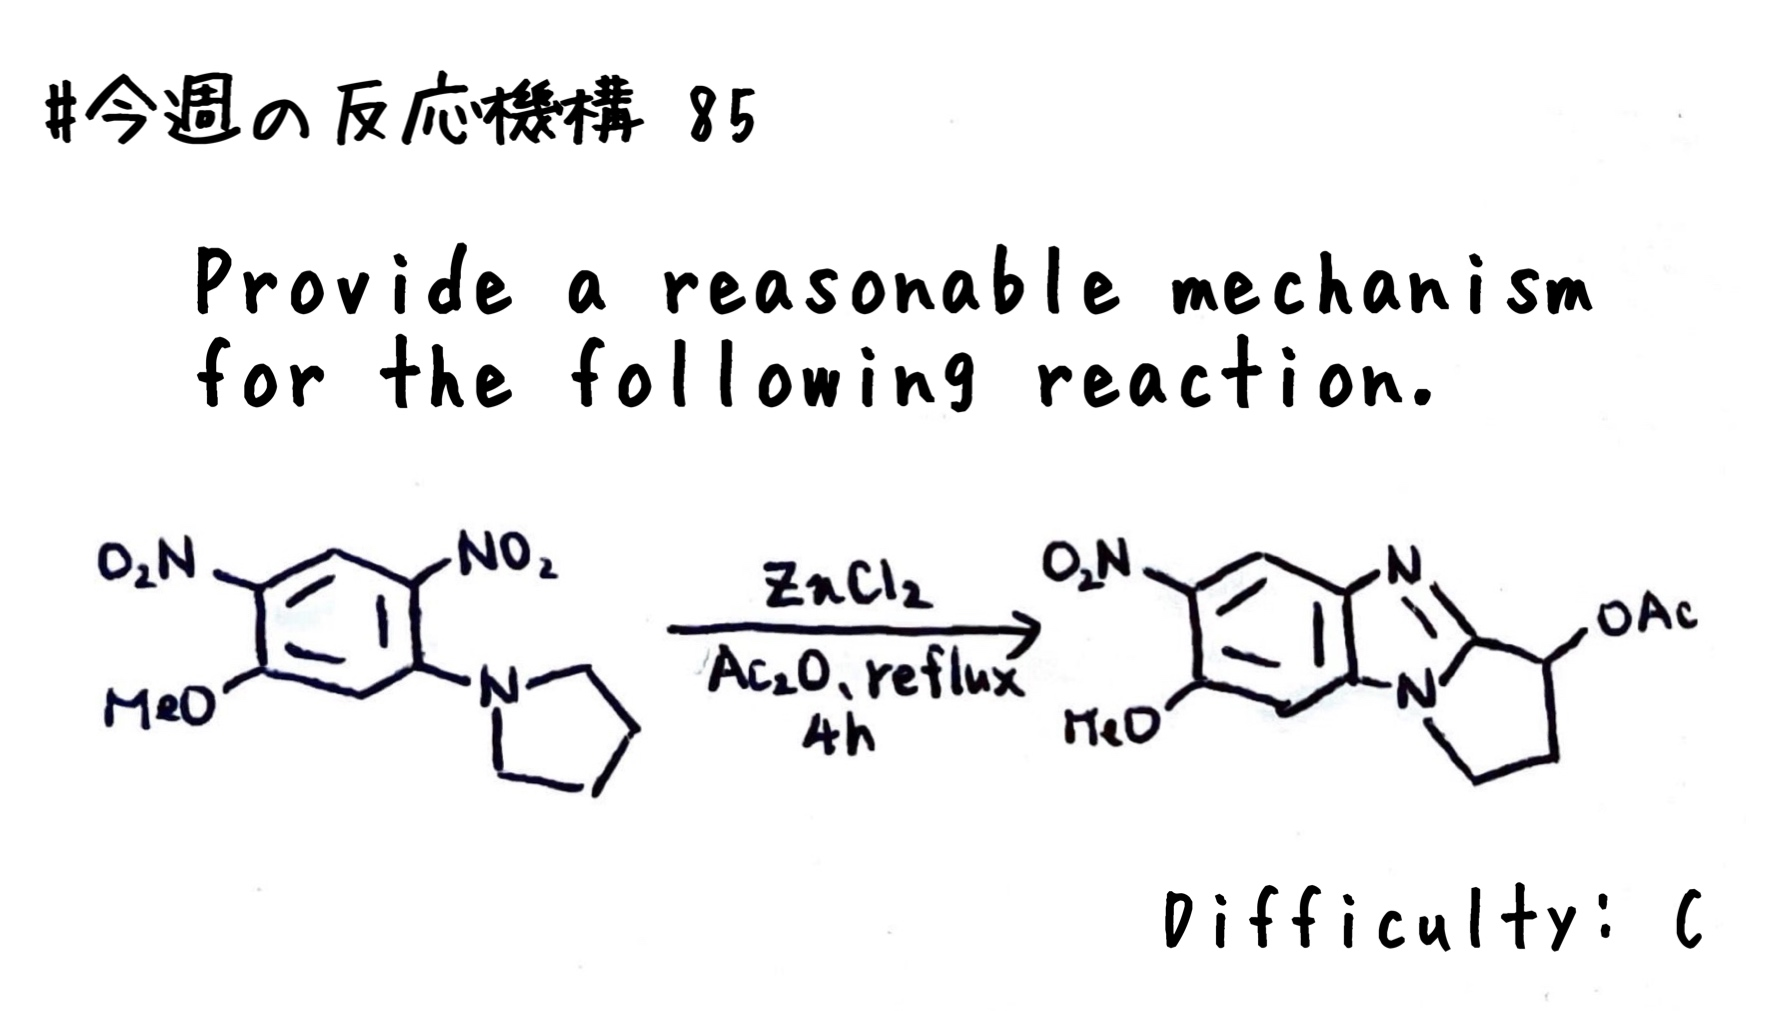 #今週の反応機構 85
Provide a reasonable mechanism
for the following reaction.
O₂N
NO₂
MeO
N
ZnCl₂
Ac₂O、reflux
4h
O₂N
N
OAc
N
MeO
Difficulty: C